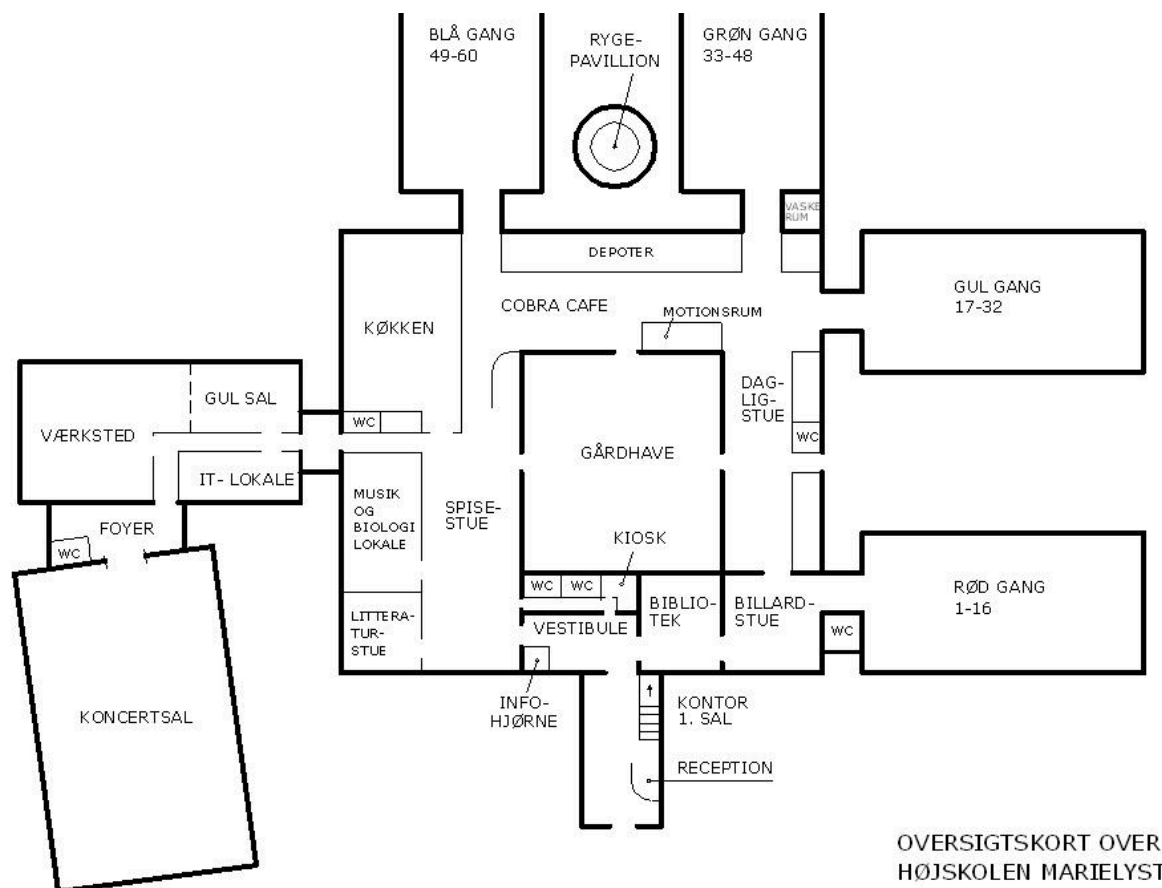 BLÅ GANG
49-60
RYGE-
PAVILLION
GRØN GANG
33-48
VASKE
RUM
DEPOTER
GUL GANG
17-32
COBRA CAFE
MOTIONSRUM
KØKKEN
DAG-
LIG-
STUE
GUL SAL
WC
WC
VÆRKSTED
GÅRDHAVE
IT- LOKALE
MUSIK
OG
BIOLOGI
LOKALE
SPISE-
STUE
FOYER
WC
KIOSK
WC
WC
RØD GANG
1-16
BIBLIO-
TEK
BILLARD-
STUE
LITTERA-
TUR-
STUE
VESTIBULE
WC
INFO-
HJØRNE
KONTOR
1. SAL
KONCERTSAL
RECEPTION
OVERSIGTSKORT OVER
HØJSKOLEN MARIELYST